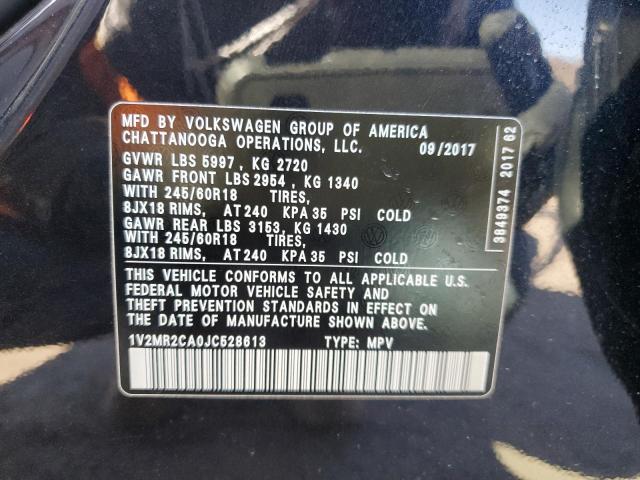 MFD BY VOLKSWAGEN GROUP OF AMERICA
CHATTANOOGA OPERATIONS, LLC. 09/2017
GVWR LBS 5997 , KG 2720
GAWR FRONT LBS 2954 , KG 1340
WITH 245/60R18 TIRES,
8JX18 RIMS, AT 240 KPA 35 PSI COLD
GAWR REAR LBS 3153, KG 1430
WITH 245/60R18 TIRES,
8JX18 RIMS, AT 240 KPA 35 PSI COLD
THIS VEHICLE CONFORMS TO ALL APPLICABLE U.S.
FEDERAL MOTOR VEHICLE SAFETY AND
THEFT PREVENTION STANDARDS IN EFFECT ON
THE DATE OF MANUFACTURE SHOWN ABOVE.
1V2MR2CA0JC528613 TYPE: MPV
3849374 2017 62